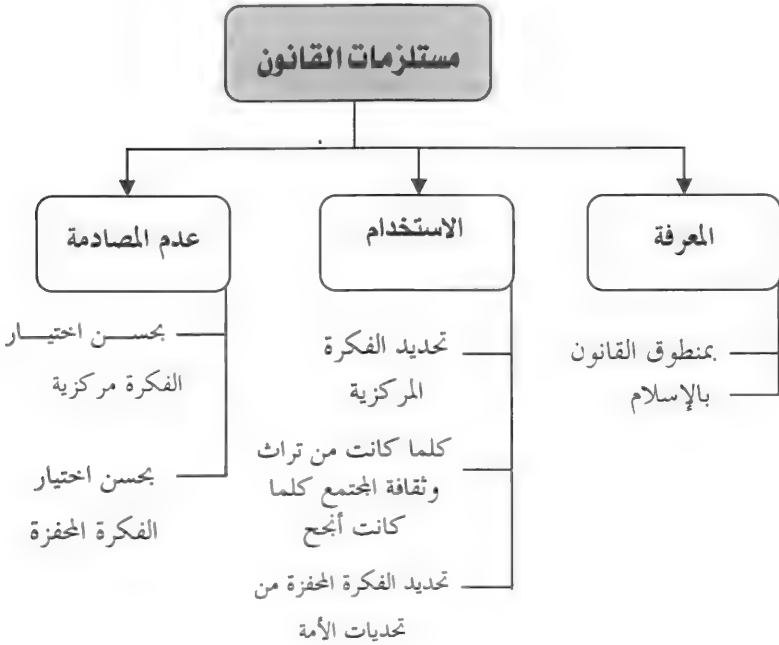 مستلزمات القانون
المعرفة
بمنطوق القانون
بالإسلام
الاستخدام
تحديد الفكرة
المركزية
كلما كانت من تراث
وثقافة المجتمع كلما
كانت أنجح
تحديد الفكرة المحفزة من
تحديات الأمة
عدم المصادمة
بحسن اختيار
الفكرة مركزية
بحسن اختيار
الفكرة المحفزة